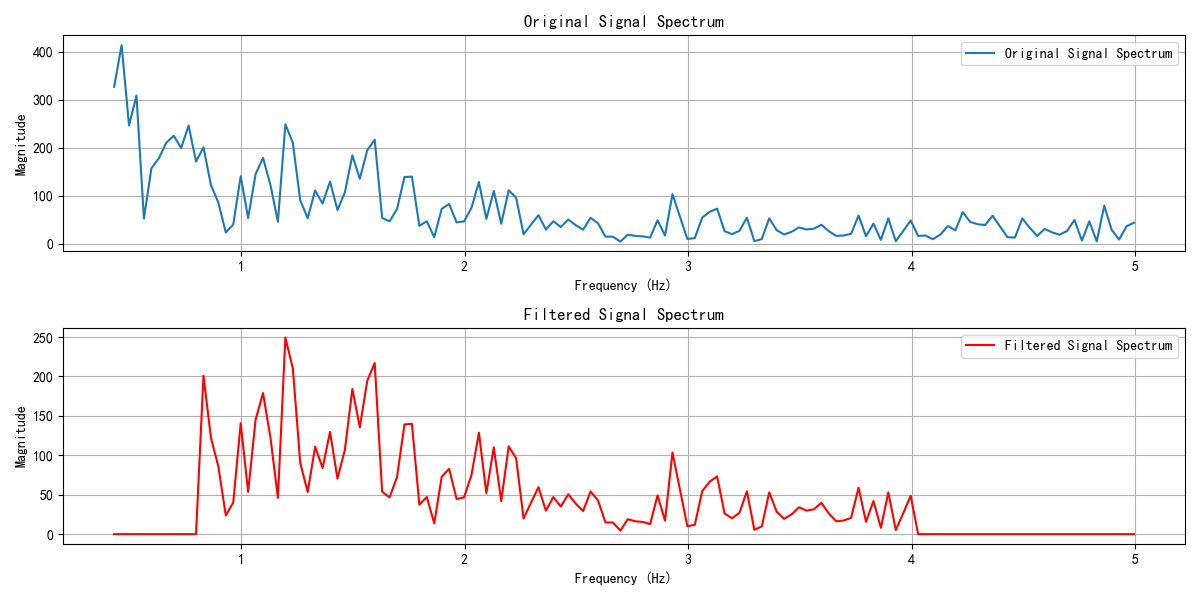 Original Signal Spectrum
Original Signal Spectrum
400
300
200
100
0
Magnitude
1
2
3
4
5
Frequency (Hz)
Filtered Signal Spectrum
Filtered Signal Spectrum
250
200
150
100
50
0
Magnitude
1
2
3
4
5
Frequency (Hz)